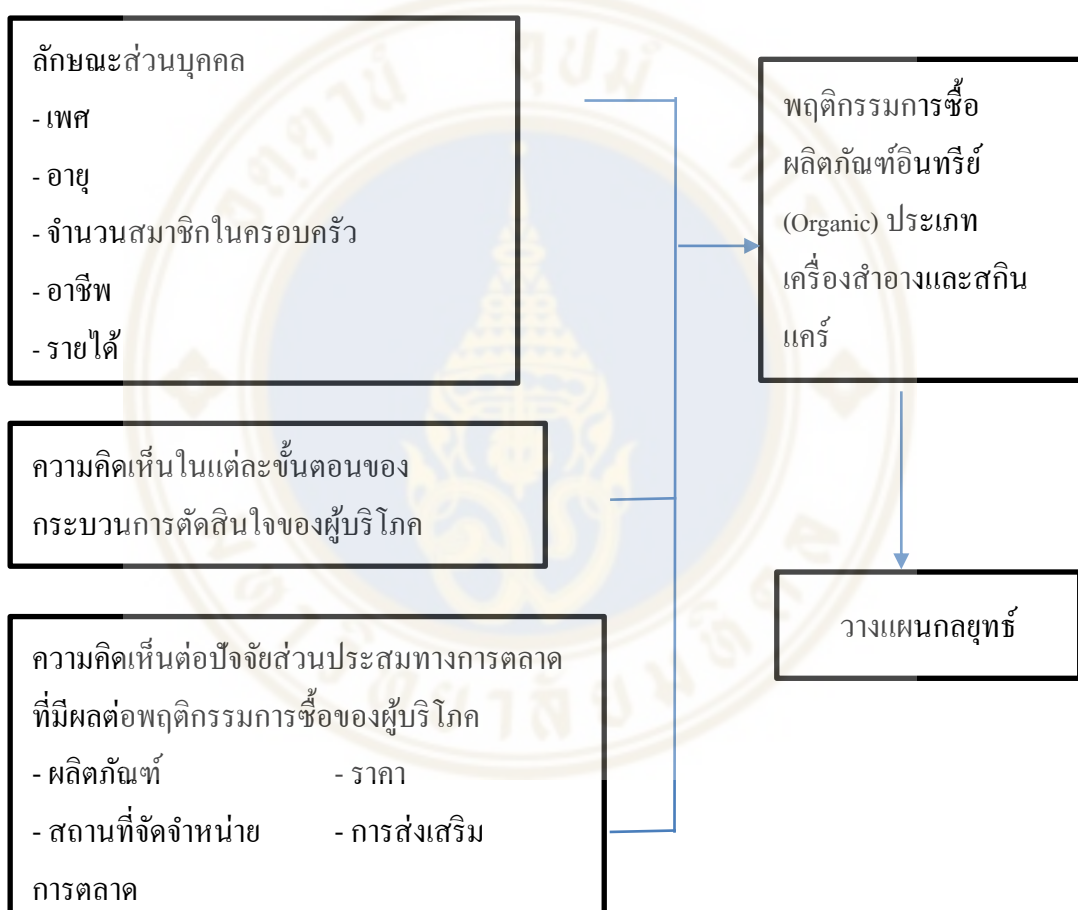 ลักษณะส่วนบุคคล
- เพศ
- อายุ
- จำนวนสมาชิกในครอบครัว
- อาชีพ
- รายได้
ความคิดเห็นในแต่ละขั้นตอนของ
กระบวนการตัดสินใจของผู้บริโภค
ความคิดเห็นต่อปัจจัยส่วนประสมทางการตลาด
ที่มีผลต่อพฤติกรรมการซื้อของผู้บริโภค
- ผลิตภัณฑ์ - ราคา
- สถานที่จัดจำหน่าย - การส่งเสริม
การตลาด
พฤติกรรมการซื้อ
ผลิตภัณฑ์อินทรีย์
(Organic) ประเภท
เครื่องสำอางและสกิน
แคร์
วางแผนกลยุทธ์